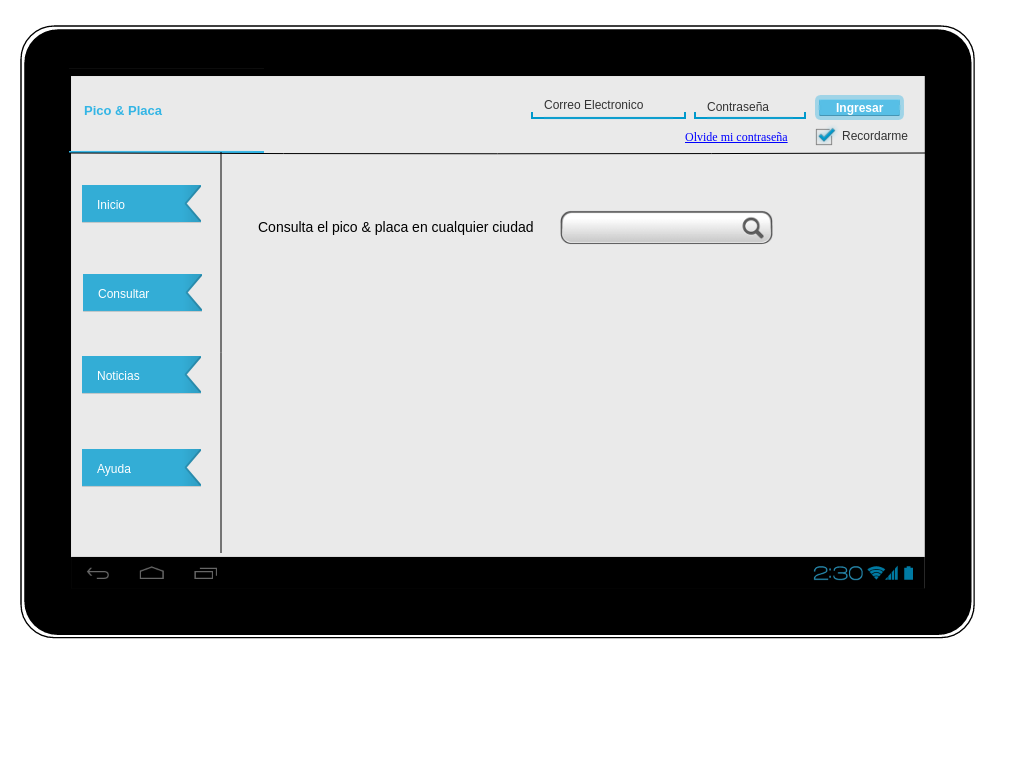 Pico & Placa
Correo Electronico
Contraseña
Ingresar
Olvide mi contraseña
Recordarme
Inicio
Consulta el pico & placa en cualquier ciudad
Consultar
Noticias
Ayuda
2:30